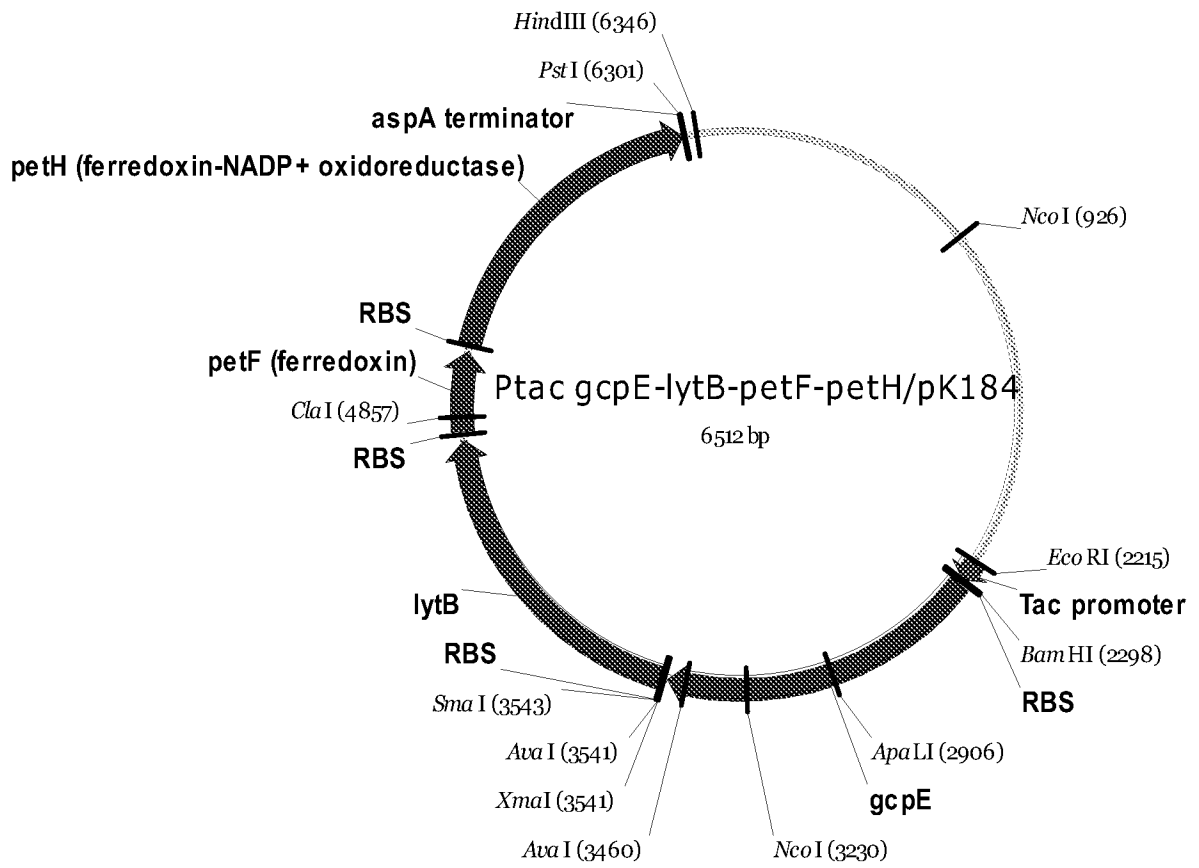 HindIII (6346)
PstI (6301)
aspA terminator
petH (ferredoxin-NADP+ oxidoreductase)
NcoI (926)
RBS
petF (ferredoxin)
Ptac gcpE-lytB-petF-petH/pK184
ClaI (4857)
6512 bp
RBS
EcoRI (2215)
lytB
Tac promoter
RBS
BamHI (2298)
SmaI (3543)
RBS
AvaI (3541)
ApaLI (2906)
XmaI (3541)
gcpE
AvaI (3460)
NcoI (3230)